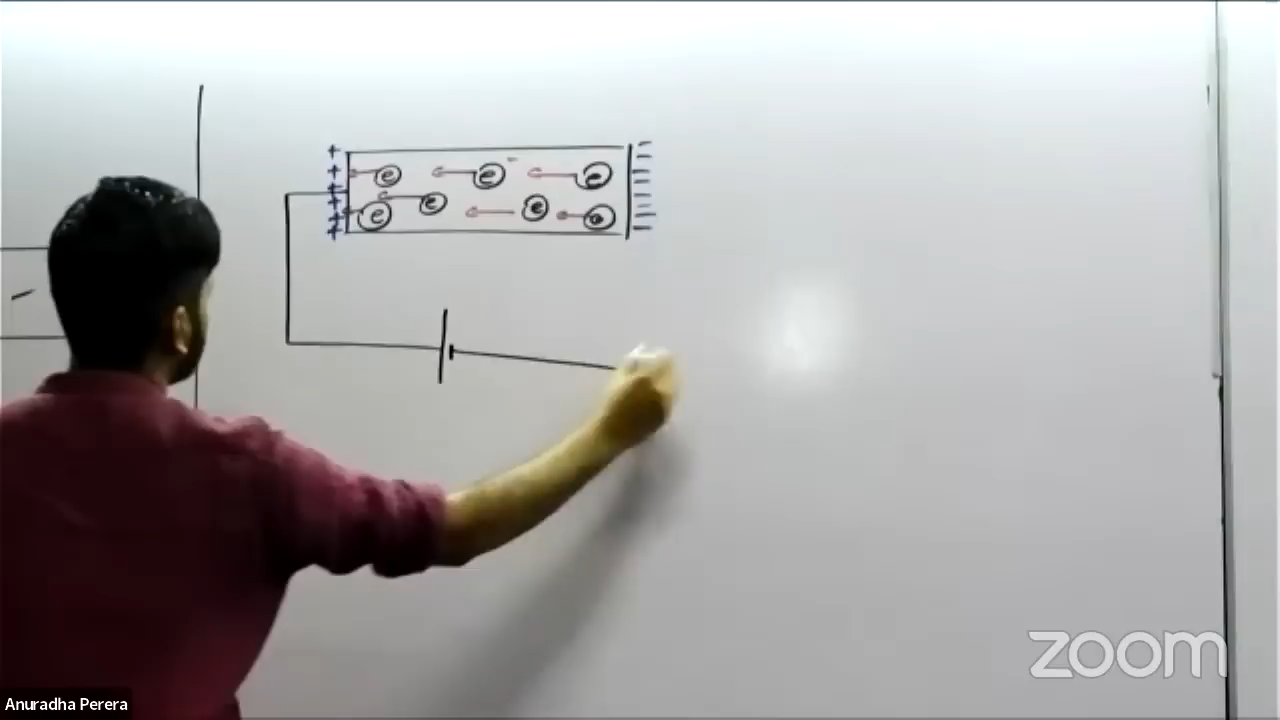 + -
+ e e - e -
+ -
+ e e e e -
+ -
+ -
zoom
Anuradha Perera